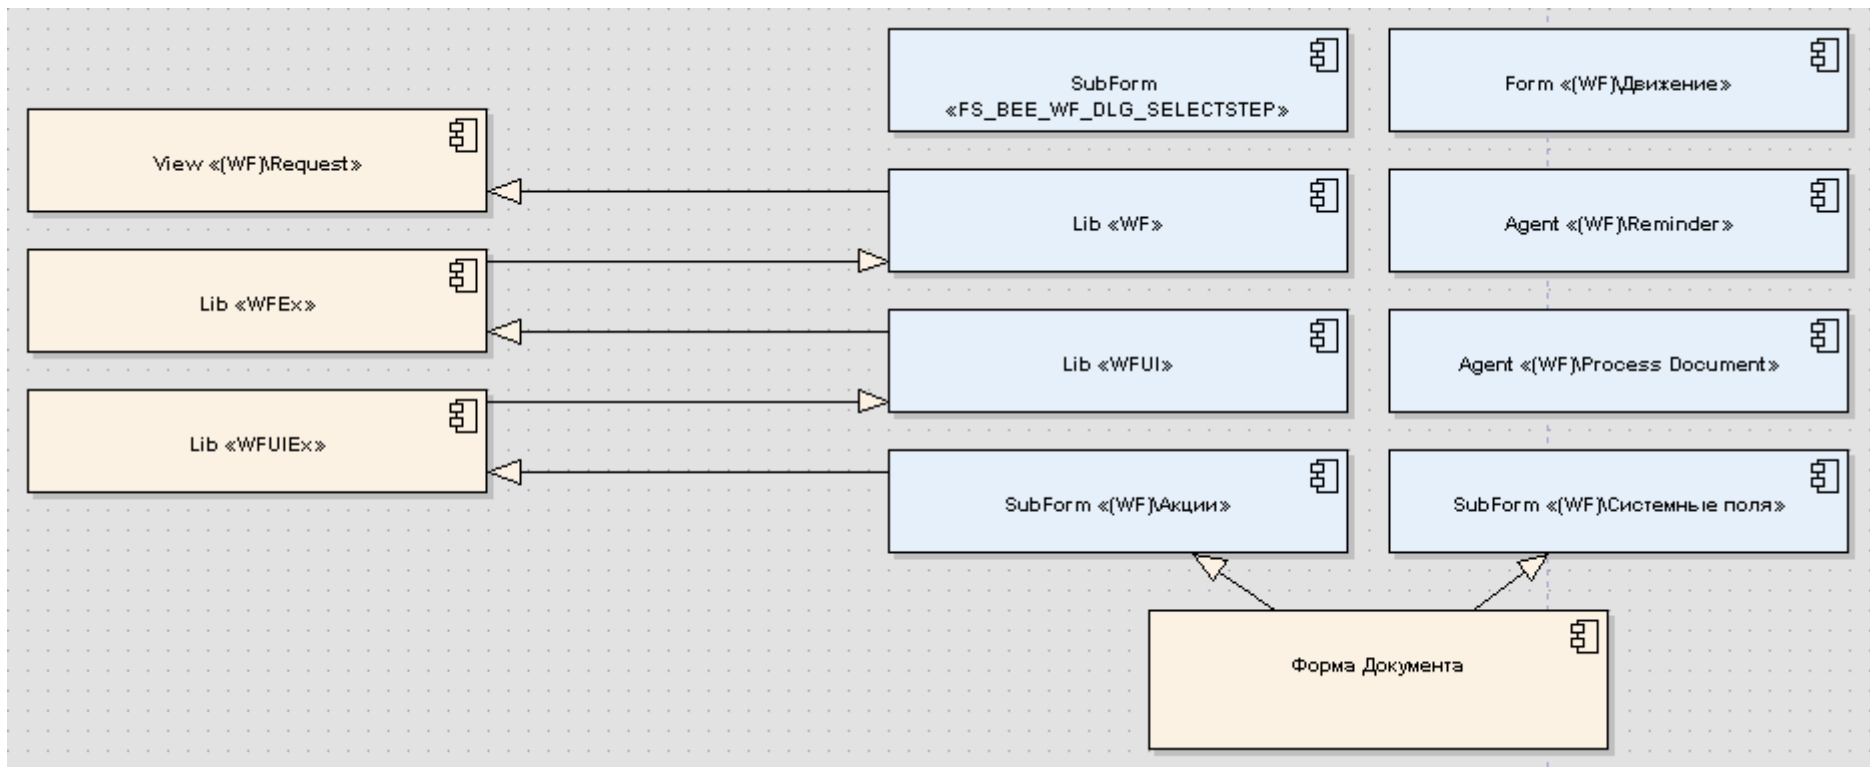 SubForm
«FS_BEE_WF_DLG_SELECTSTEP»
Form «(WF)\Движение»
View «(WF)\Request»
Lib «WF»
Agent «(WF)\Reminder»
Lib «WFEx»
Lib «WFUI»
Agent «(WF)\Process Document»
Lib «WFUIEx»
SubForm «(WF)\Акции»
SubForm «(WF)\Системные поля»
Форма Документа